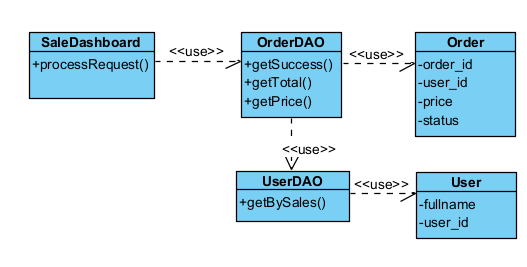 SaleDashboard
+processRequest()
<<use>>
OrderDAO
+getSuccess()
+getTotal()
+getPrice()
<<use>>
Order
-order_id
-user_id
-price
-status
<<use>>
UserDAO
+getBySales()
<<use>>
User
-fullname
-user_id